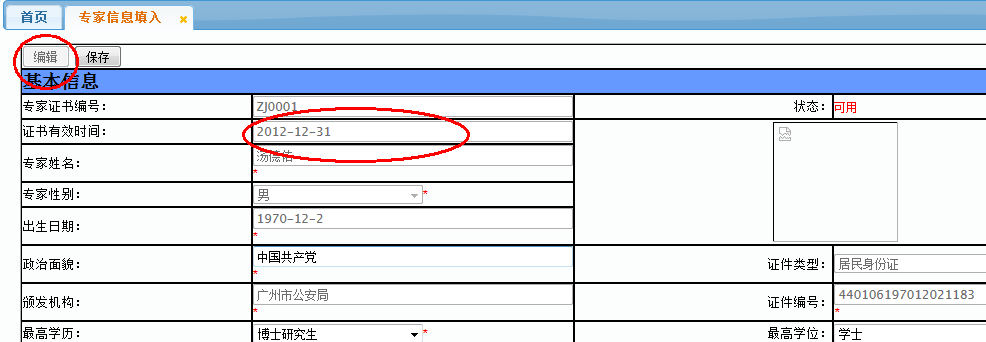 首页 专家信息填入
编辑 保存
基本信息
专家证书编号： ZJ0001 状态： 可用
证书有效时间： 2012-12-31
专家姓名： 汤德佑
*
专家性别： 男 *
出生日期： 1970-12-2
*
政治面貌： 中国共产党 证件类型： 居民身份证
*
颁发机构： 广州市公安局 证件编号： 440106197012021183
* *
最高学历： 博士研究生 * 最高学位： 学士